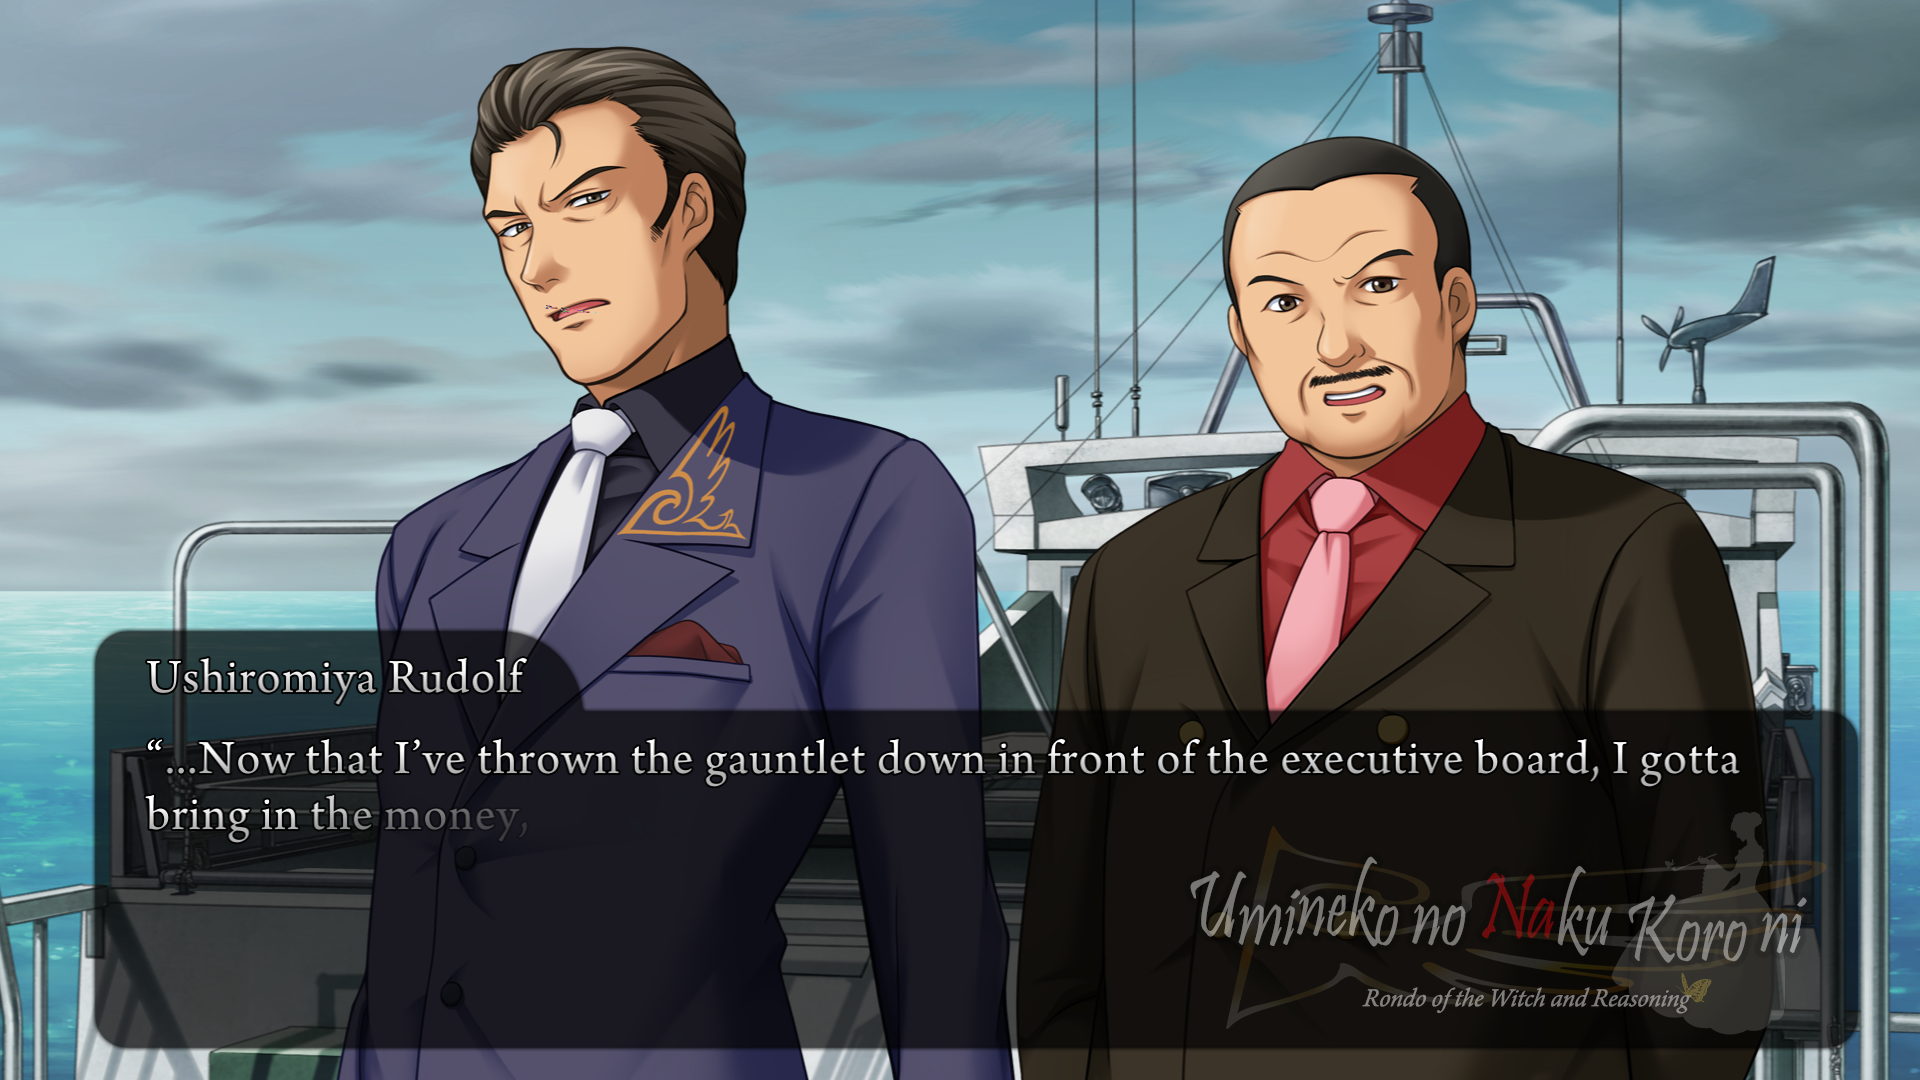 Ushiromiya Rudolf
“...Now that I’ve thrown the gauntlet down in front of the executive board, I gotta
bring in the money,
Umineko no Naku Koro ni
Rondo of the Witch and Reasoning